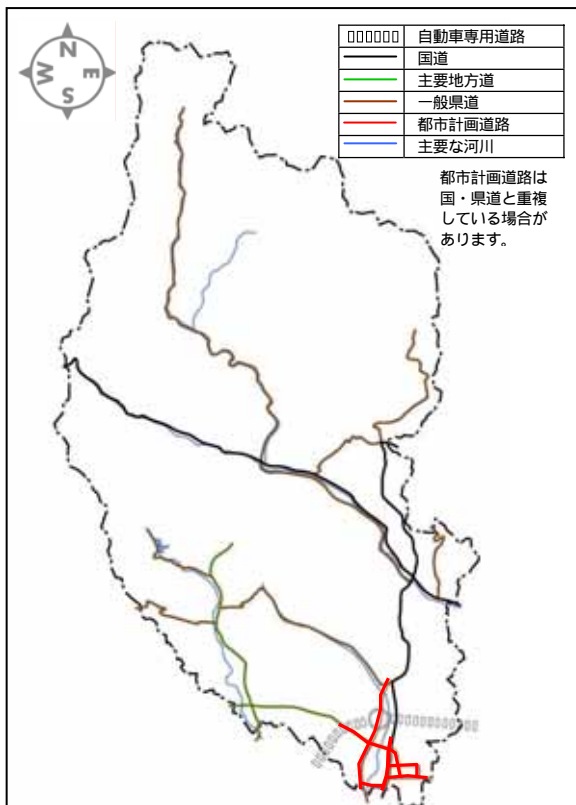 N
W
E
S
自動車専用道路
国道
主要地方道
一般県道
都市計画道路
主要な河川
都市計画道路は
国・県道と重複
している場合が
あります。